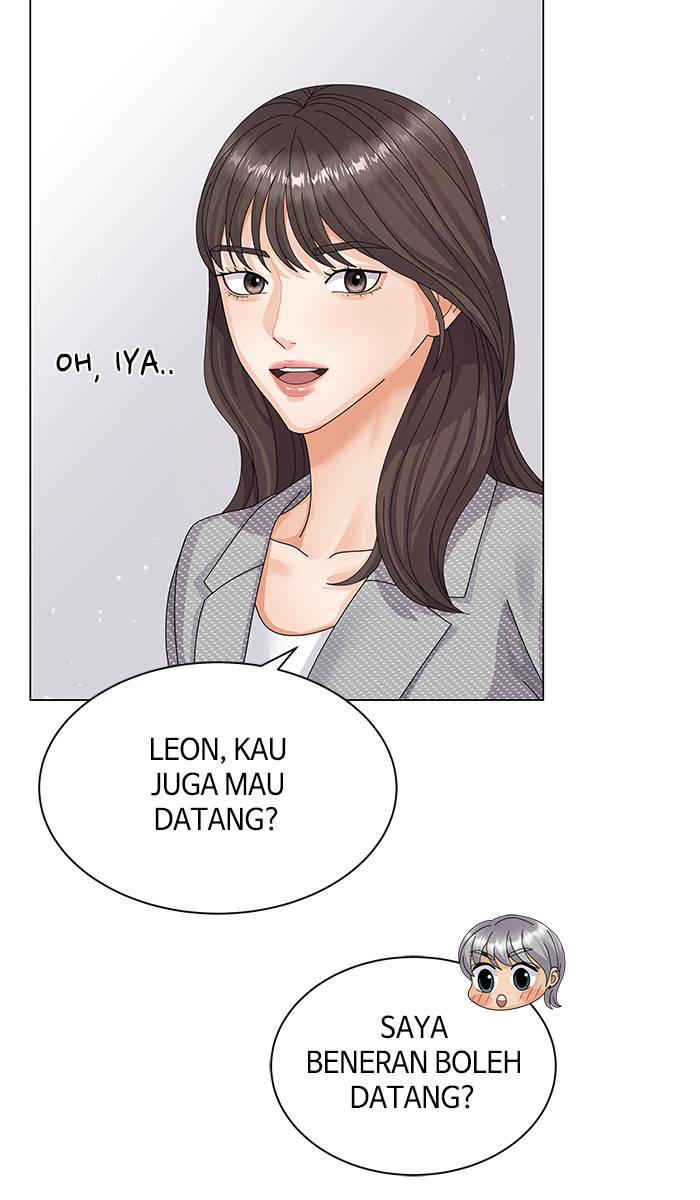 OH, IYA..
LEON, KAU
JUGA MAU
DATANG?
SAYA
BENERAN BOLEH
DATANG?